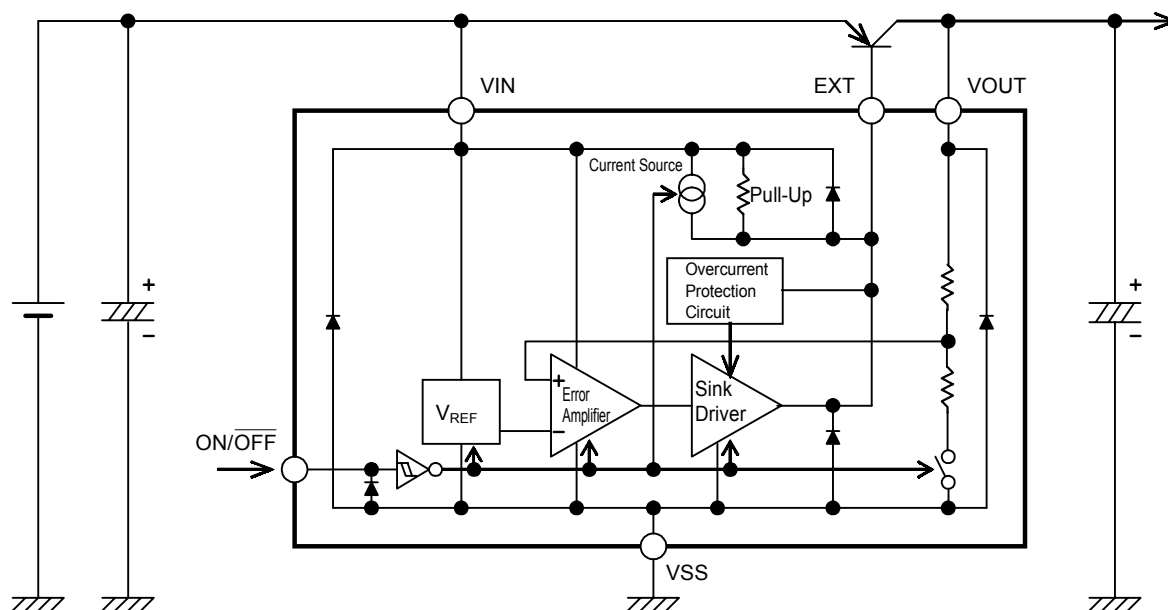 VIN
EXT
VOUT
Current Source
Pull-Up
Overcurrent
Protection
Circuit
+
−
+
−
+
Error
Amplifier
−
Sink
Driver
VREF
ON/OFF
VSS